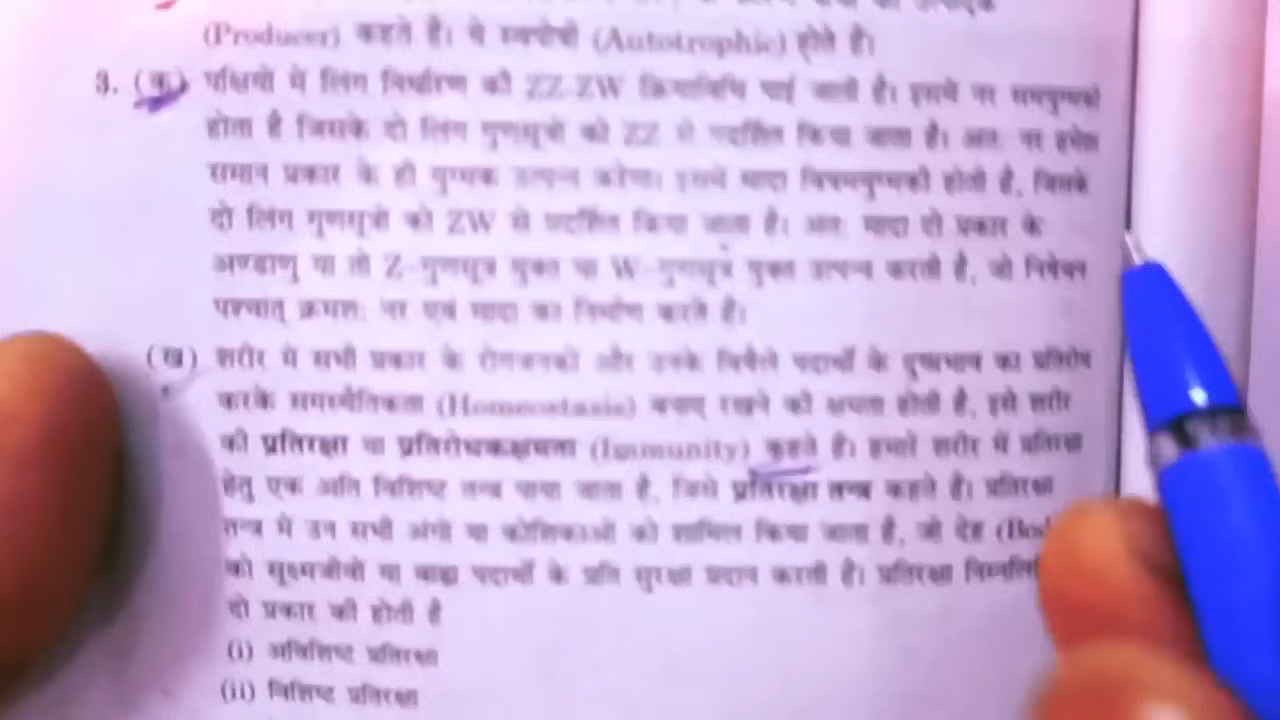 (Producer) कहते हैं। ये स्वपोषी (Autotrophic) होते हैं।
3. (क) पक्षियों में लिंग निर्धारण की ZZ-ZW क्रियाविधि पाई जाती है। इसमें नर समयुग्मकी
होता है जिसके दो लिंग गुणसूत्रों को ZZ से प्रदर्शित किया जाता है। अतः नर हमेशा
समान प्रकार के ही युग्मक उत्पन्न करेगा। इसमें मादा विषमयुग्मकी होती है, जिसके
दो लिंग गुणसूत्रों को ZW से प्रदर्शित किया जाता है। अतः मादा दो प्रकार के
अण्डाणु या तो Z-गुणसूत्र युक्त या W-गुणसूत्र युक्त उत्पन्न करती है, जो निषेचन
पश्चात् क्रमशः नर एवं मादा का निर्माण करते हैं।
(ख) शरीर में सभी प्रकार के रोगजनकों और उनके विषैले पदार्थों के दुष्प्रभाव का प्रतिरोध
करके समस्थैतिकता (Homeostasis) बनाए रखने की क्षमता होती है, इसे शरीर
की प्रतिरक्षा या प्रतिरोधकक्षमता (Immunity) कहते हैं। हमारे शरीर में प्रतिरक्षा
हेतु एक अति विशिष्ट तन्त्र पाया जाता है, जिसे प्रतिरक्षा तन्त्र कहते हैं। प्रतिरक्षा
तन्त्र में उन सभी अंगों या कोशिकाओं को शामिल किया जाता है, जो देह (Bod
को सूक्ष्मजीवों या बाह्य पदार्थों के प्रति सुरक्षा प्रदान करती हैं। प्रतिरक्षा
दो प्रकार की होती है
(i) अविशिष्ट प्रतिरक्षा
(ii) विशिष्ट प्रतिरक्षा